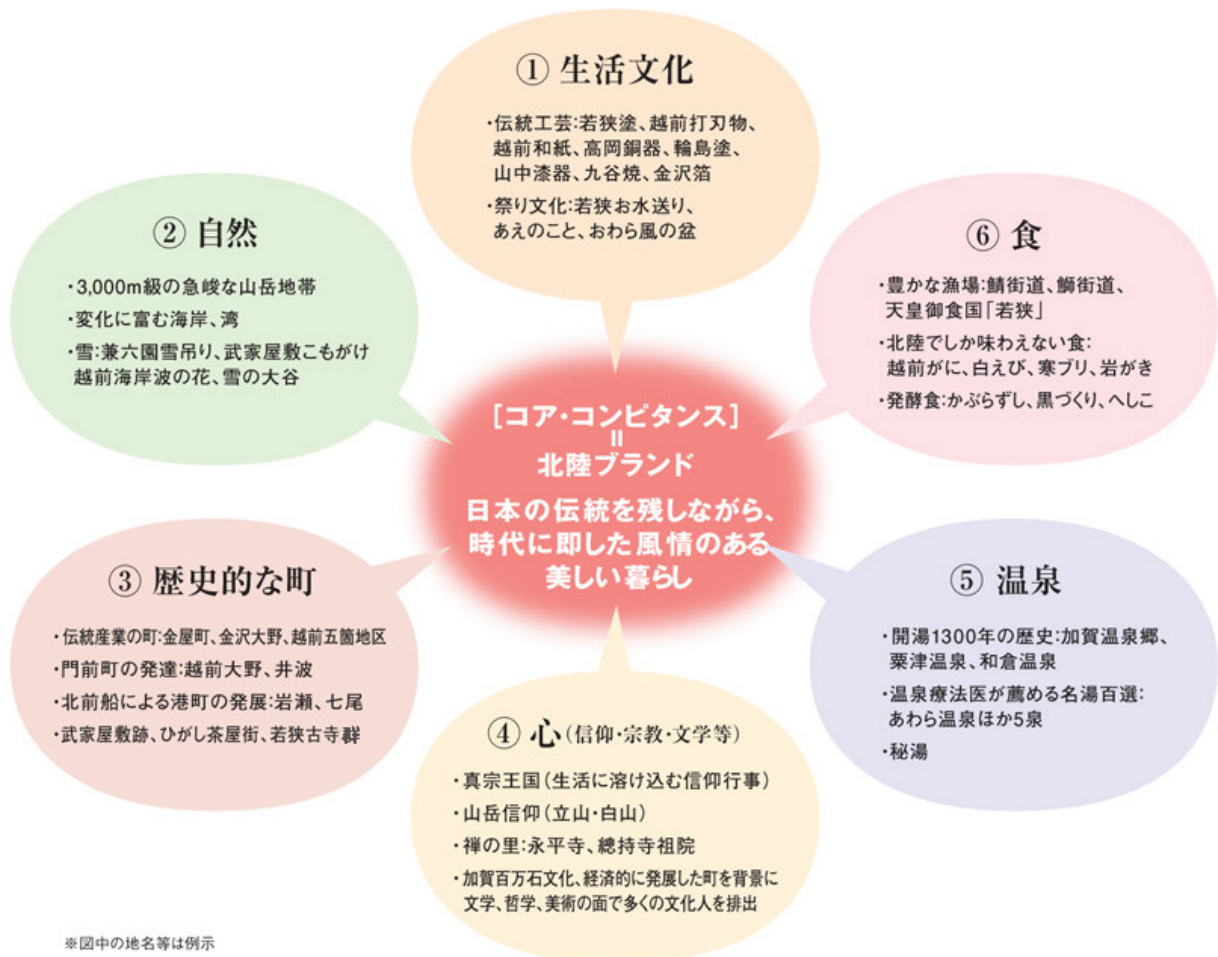 ① 生活文化
・伝統工芸:若狭塗、越前打刃物、
越前和紙、高岡銅器、輪島塗、
山中漆器、九谷焼、金沢箔
・祭り文化:若狭お水送り、
あえのこと、おわら風の盆
② 自然
・3,000m級の急峻な山岳地帯
・変化に富む海岸、湾
・雪:兼六園雪吊り、武家屋敷こもがけ
越前海岸波の花、雪の大谷
⑥ 食
・豊かな漁場:鯖街道、鰤街道、
天皇御食国「若狭」
・北陸でしか味わえない食:
越前がに、白えび、寒ブリ、岩がき
・発酵食:かぶらずし、黒づくり、へしこ
[コア・コンピタンス]
=
北陸ブランド
日本の伝統を残しながら、
時代に即した風情のある
美しい暮らし
③ 歴史的な町
・伝統産業の町:金屋町、金沢大野、越前五箇地区
・門前町の発達:越前大野、井波
・北前船による港町の発展:岩瀬、七尾
・武家屋敷跡、ひがし茶屋街、若狭古寺群
⑤ 温泉
・開湯1300年の歴史:加賀温泉郷、
粟津温泉、和倉温泉
・温泉療法医が薦める名湯百選:
あわら温泉ほか5泉
・秘湯
④ 心(信仰・宗教・文学等)
・真宗王国(生活に溶け込む信仰行事)
・山岳信仰(立山・白山)
・禅の里:永平寺、總持寺祖院
・加賀百万石文化、経済的に発展した町を背景に
文学、哲学、美術の面で多くの文化人を排出
※図中の地名等は例示